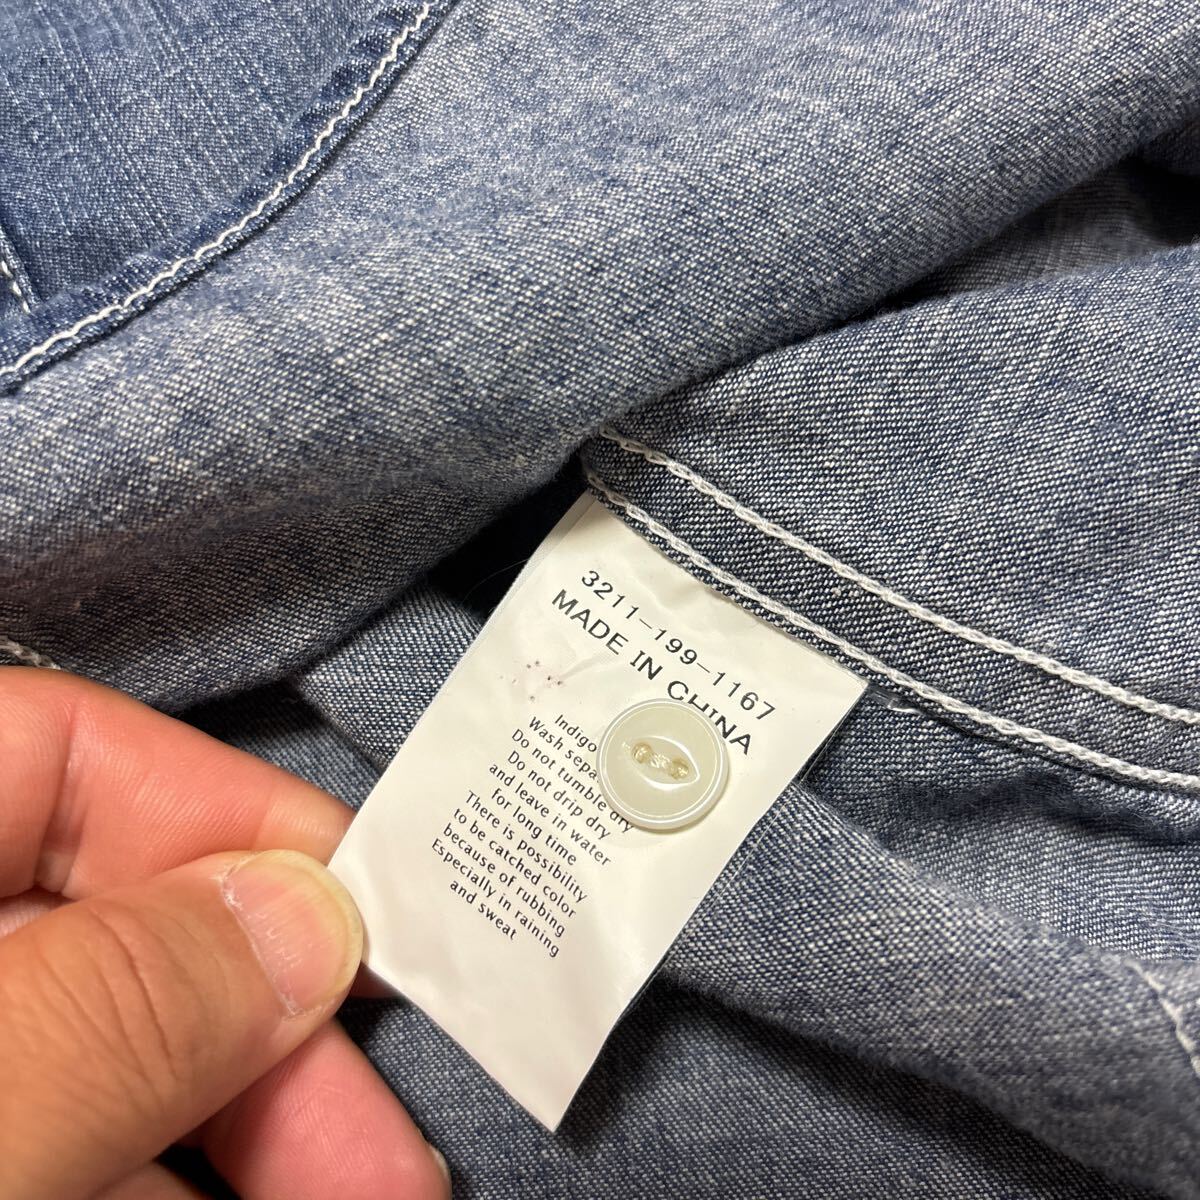 3211-199-1167
MADE IN CHINA
Indigo
Wash sepa
Do not tumble dry
Do not drip dry
and leave in water
for long time
There is possibility
to be catched color
because of rubbing
Especially in raining
and sweat